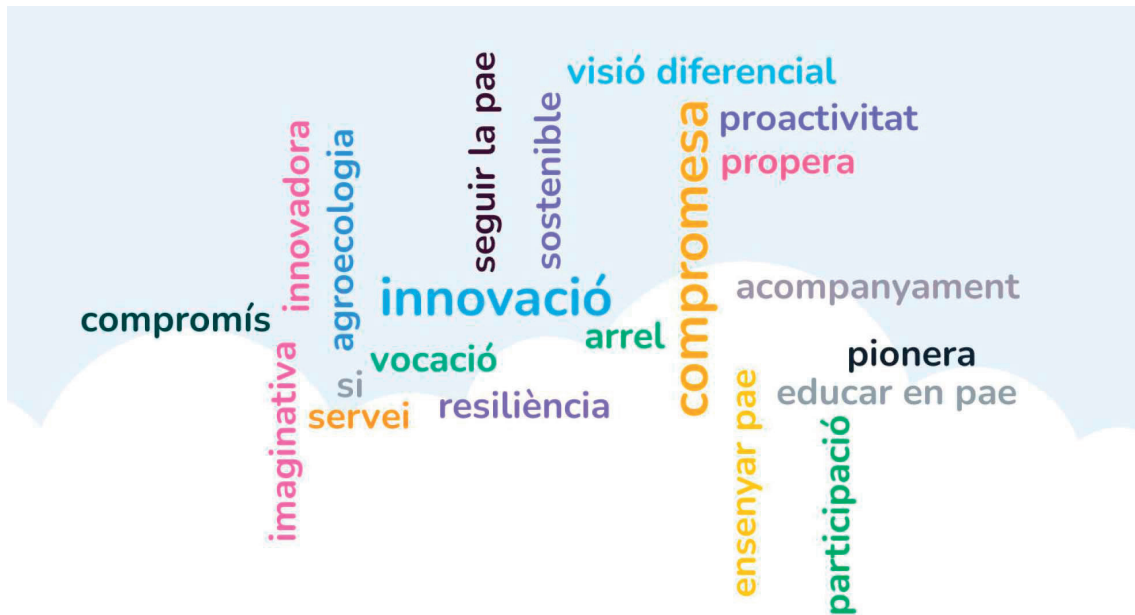 visió diferencial
seguir la pae
sostenible
compromesa
proactivitat
propera
innovadora
agroecologia
innovació
acompanyament
compromís
arrel
vocació
pionera
imaginativa
si
servei
resiliència
ensenyar pae
educar en pae
participació